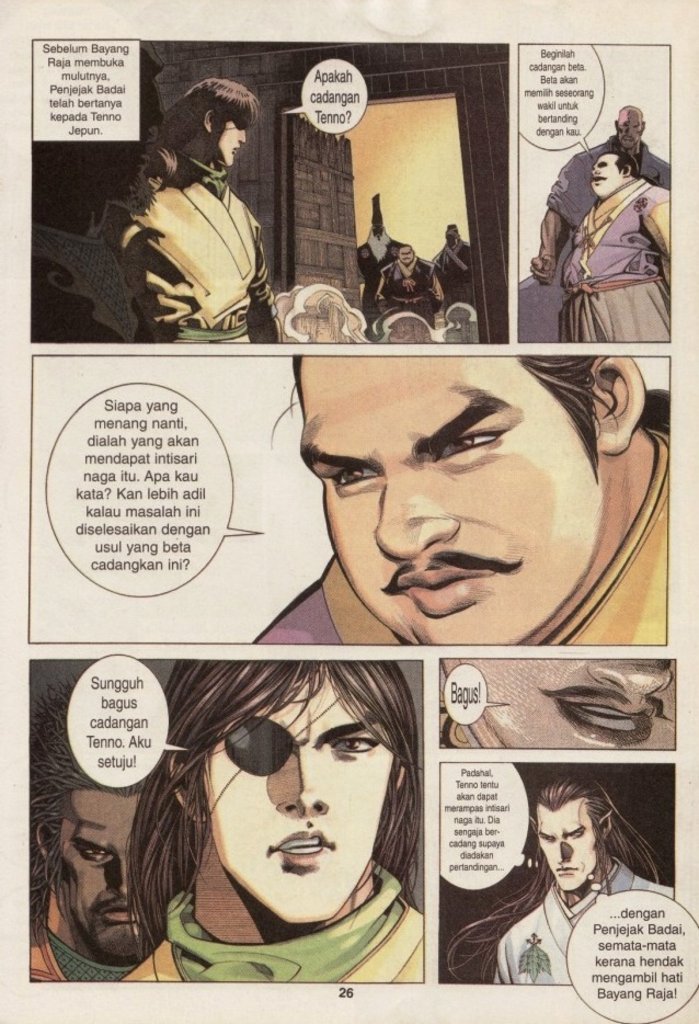 Sebelum Bayang
Raja membuka
mulutnya,
Penjejak Badai
telah bertanya
kepada Tenno
Jepun.
Apakah
cadangan
Tenno?
Beginilah
cadangan beta.
Beta akan
memilih seseorang
wakil untuk
bertanding
dengan kau.
Siapa yang
menang nanti,
dialah yang akan
mendapat intisari
naga itu. Apa kau
kata? Kan lebih adil
kalau masalah ini
diselesaikan dengan
usul yang beta
cadangkan ini?
Sungguh
bagus
cadangan
Tenno. Aku
setuju!
Bagus!
Padahal,
Tenno tentu
akan dapat
merampas intisari
naga itu. Dia
sengaja ber-
cadang supaya
diadakan
pertandingan...
...dengan
Penjejak Badai,
semata-mata
kerana hendak
mengambil hati
Bayang Raja!
26